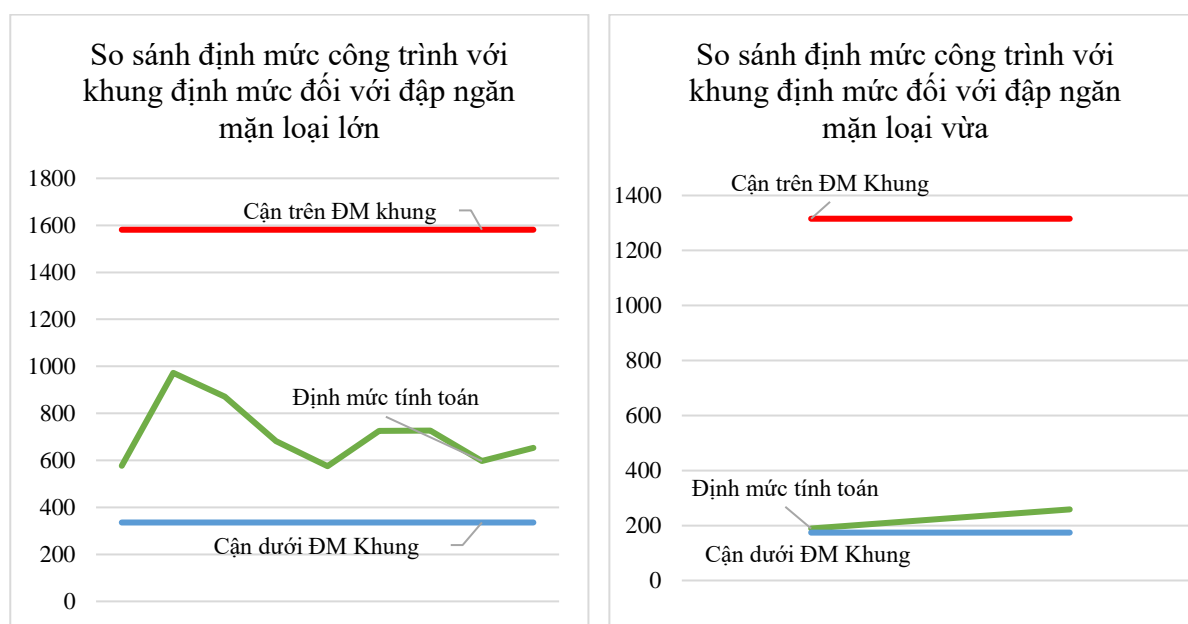 So sánh định mức công trình với
khung định mức đối với đập ngăn
mặn loại lớn
1800
1600
1400
1200
1000
800
600
400
200
0
Cận trên ĐM khung
Định mức tính toán
Cận dưới ĐM Khung
So sánh định mức công trình với
khung định mức đối với đập ngăn
mặn loại vừa
1400
1200
1000
800
600
400
200
0
Cận trên ĐM Khung
Định mức tính toán
Cận dưới ĐM Khung